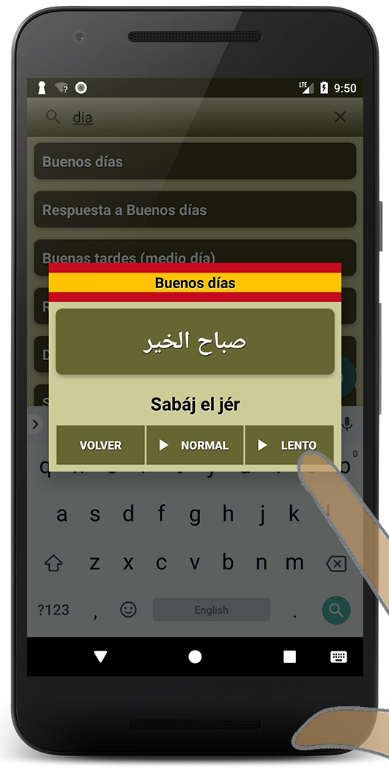 LTE 9:50
dia
Buenos días
Respuesta a Buenos días
Buenas tardes (medio día)
R
D
S
Buenos días
صباح الخير
Sabáj el jér
VOLVER NORMAL LENTO
a s d f g h j k l
z x c v b n m
?123 , English .